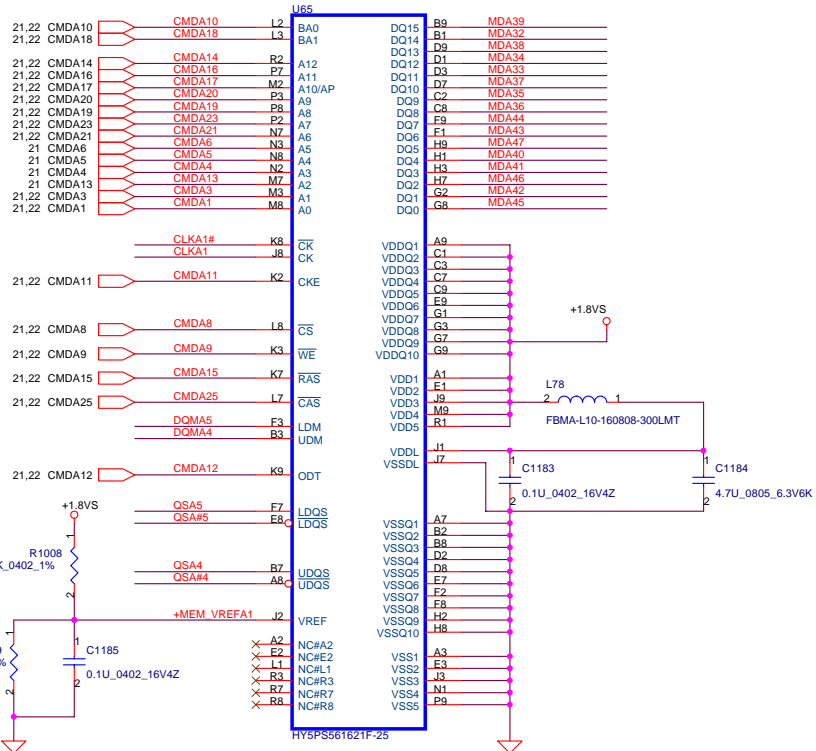 U65
21,22 CMDA10 CMDA10 L2 BA0 DQ15 B9 MDA39
21,22 CMDA18 CMDA18 L3 BA1 DQ14 B1 MDA32
DQ13 D9 MDA38
21,22 CMDA14 CMDA14 R2 A12 DQ12 D1 MDA34
21,22 CMDA16 CMDA16 P7 A11 DQ11 D3 MDA33
21,22 CMDA17 CMDA17 M2 A10/AP DQ10 D7 MDA37
21,22 CMDA20 CMDA20 P3 A9 DQ9 C2 MDA35
21,22 CMDA19 CMDA19 P8 A8 DQ8 C8 MDA36
21,22 CMDA23 CMDA23 P2 A7 DQ7 F9 MDA44
21,22 CMDA21 CMDA21 N7 A6 DQ6 F1 MDA43
21 CMDA6 CMDA6 N3 A5 DQ5 H9 MDA47
21 CMDA5 CMDA5 N8 A4 DQ4 H1 MDA40
21 CMDA4 CMDA4 N2 A3 DQ3 H3 MDA41
21 CMDA13 CMDA13 M7 A2 DQ2 H7 MDA46
21,22 CMDA3 CMDA3 M3 A1 DQ1 G2 MDA42
21,22 CMDA1 CMDA1 M8 A0 DQ0 G8 MDA45
CLKA1# K8 CK VDDQ1 A9
CLKA1 J8 CK VDDQ2 C1
VDDQ3 C3
21,22 CMDA11 CMDA11 K2 CKE VDDQ4 C7
VDDQ5 C9
VDDQ6 E9
VDDQ7 G1
+1.8VS
21,22 CMDA8 CMDA8 L8 CS VDDQ8 G3
VDDQ9 G7
21,22 CMDA9 CMDA9 K3 WE VDDQ10 G9
21,22 CMDA15 CMDA15 K7 RAS VDD1 A1
VDD2 E1
21,22 CMDA25 CMDA25 L7 CAS VDD3 J9 2 L78 1
VDD4 M9
DQMA5 F3 LDM VDD5 R1 FBMA-L10-160808-300LMT
DQMA4 B3 UDM
VDDL J1
VSSDL J7
21,22 CMDA12 CMDA12 K9 ODT
1 C1183 2 0.1U_0402_16V4Z
1 C1184 2 4.7U_0805_6.3V6K
+1.8VS
QSA5 F7 LDQS
QSA#5 E8 LDQS VSSQ1 A7
VSSQ2 B2
VSSQ3 B8
1 R1008 2
K_0402_1%
VSSQ4 D2
QSA4 B7 UDQS VSSQ5 D8
QSA#4 A8 UDQS VSSQ6 E7
VSSQ7 F2
VSSQ8 F8
+MEM_VREFA1 J2 VREF VSSQ9 H2
VSSQ10 H8
1 2
%
1 C1185 2
0.1U_0402_16V4Z
A2 NC#A2 VSS1 A3
E2 NC#E2 VSS2 E3
L1 NC#L1 VSS3 J3
R3 NC#R3 VSS4 N1
R7 NC#R7 VSS5 P9
R8 NC#R8
HY5PS561621F-25